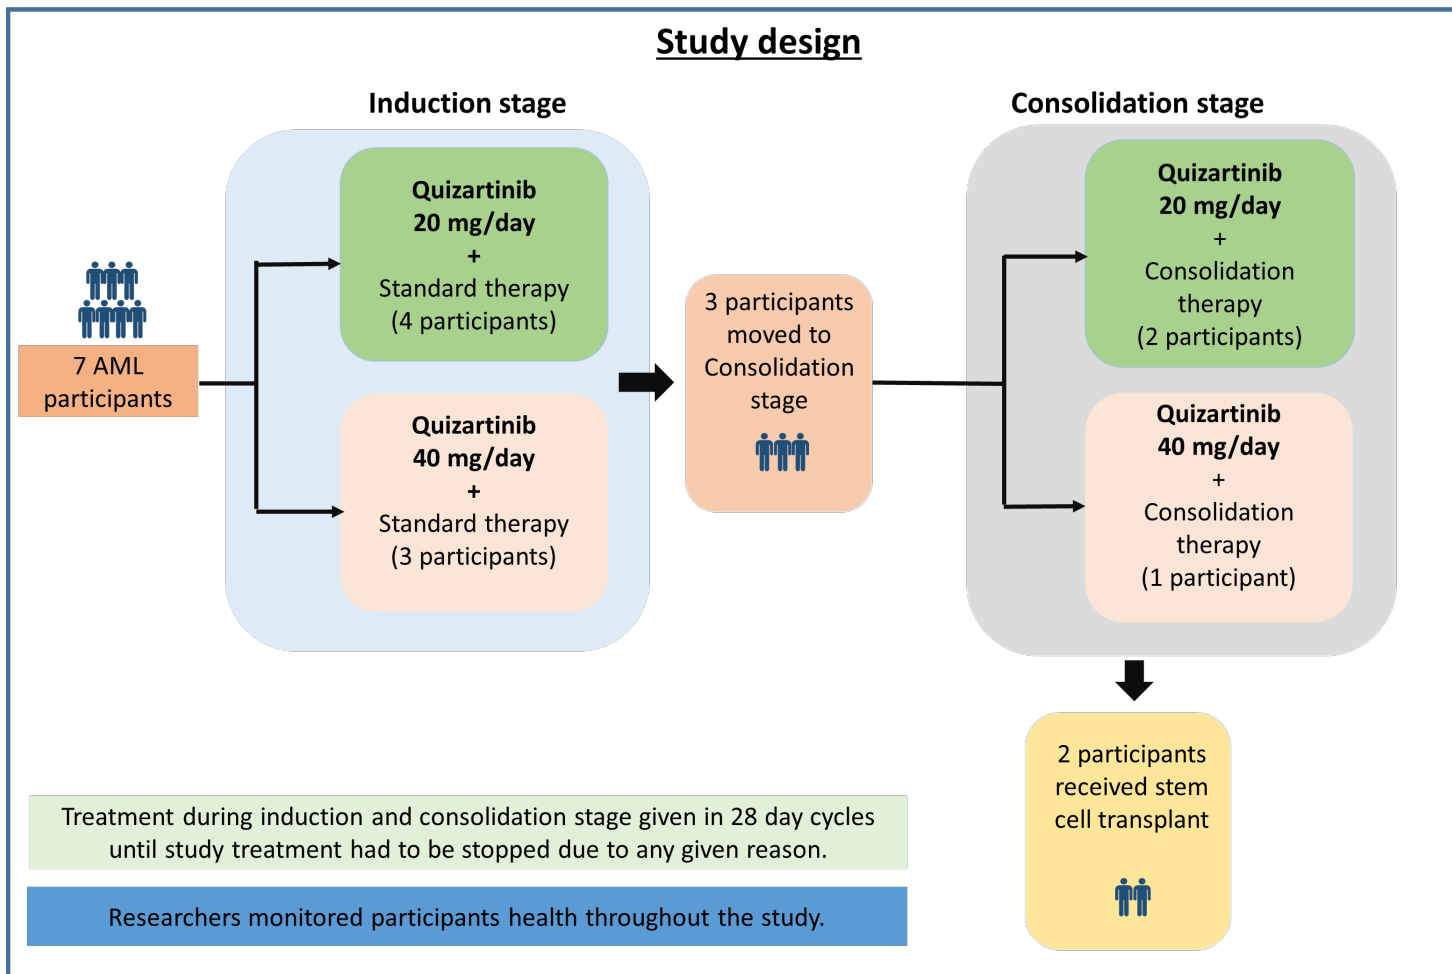 Study design
Induction stage
Quizartinib
20 mg/day
+
Standard therapy
(4 participants)
7 AML
participants
Quizartinib
40 mg/day
+
Standard therapy
(3 participants)
3 participants
moved to
Consolidation
stage
Consolidation stage
Quizartinib
20 mg/day
+
Consolidation
therapy
(2 participants)
Quizartinib
40 mg/day
+
Consolidation
therapy
(1 participant)
2 participants
received stem
cell transplant
Treatment during induction and consolidation stage given in 28 day cycles
until study treatment had to be stopped due to any given reason.
Researchers monitored participants health throughout the study.